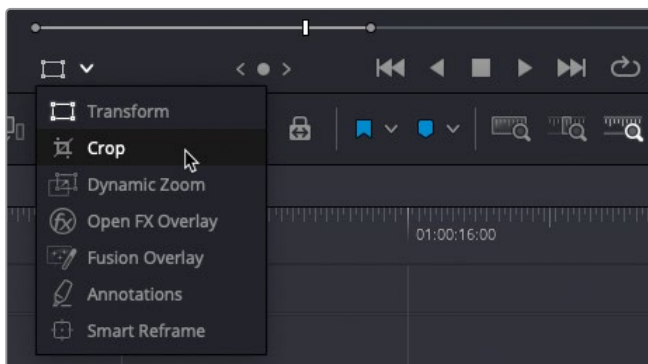 Transform
Crop
Dynamic Zoom
Open FX Overlay
01:00:16:00
Fusion Overlay
Annotations
Smart Reframe